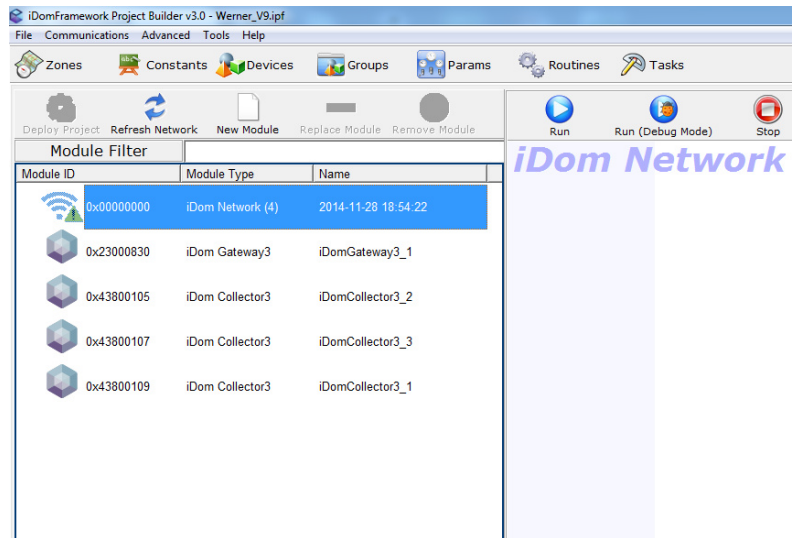 iDomFramework Project Builder v3.0 - Werner_V9.ipf
File Communications Advanced Tools Help
Zones Constants Devices Groups Params Routines Tasks
Deploy Project Refresh Network New Module Replace Module Remove Module Run Run (Debug Mode) Stop
Module Filter
iDom Network
Module ID Module Type Name
0x00000000 iDom Network (4) 2014-11-28 18:54:22
0x23000830 iDom Gateway3 iDomGateway3_1
0x43800105 iDom Collector3 iDomCollector3_2
0x43800107 iDom Collector3 iDomCollector3_3
0x43800109 iDom Collector3 iDomCollector3_1